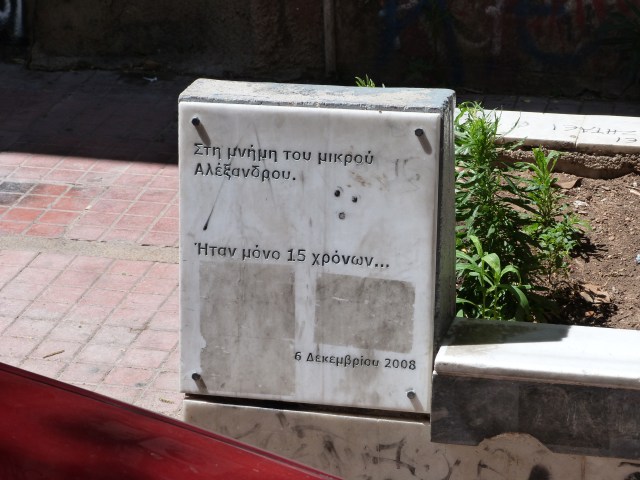 Στη μνήμη του μικρού
Αλέξανδρου.
Ήταν μόνο 15 χρόνων...
6 Δεκεμβρίου 2008